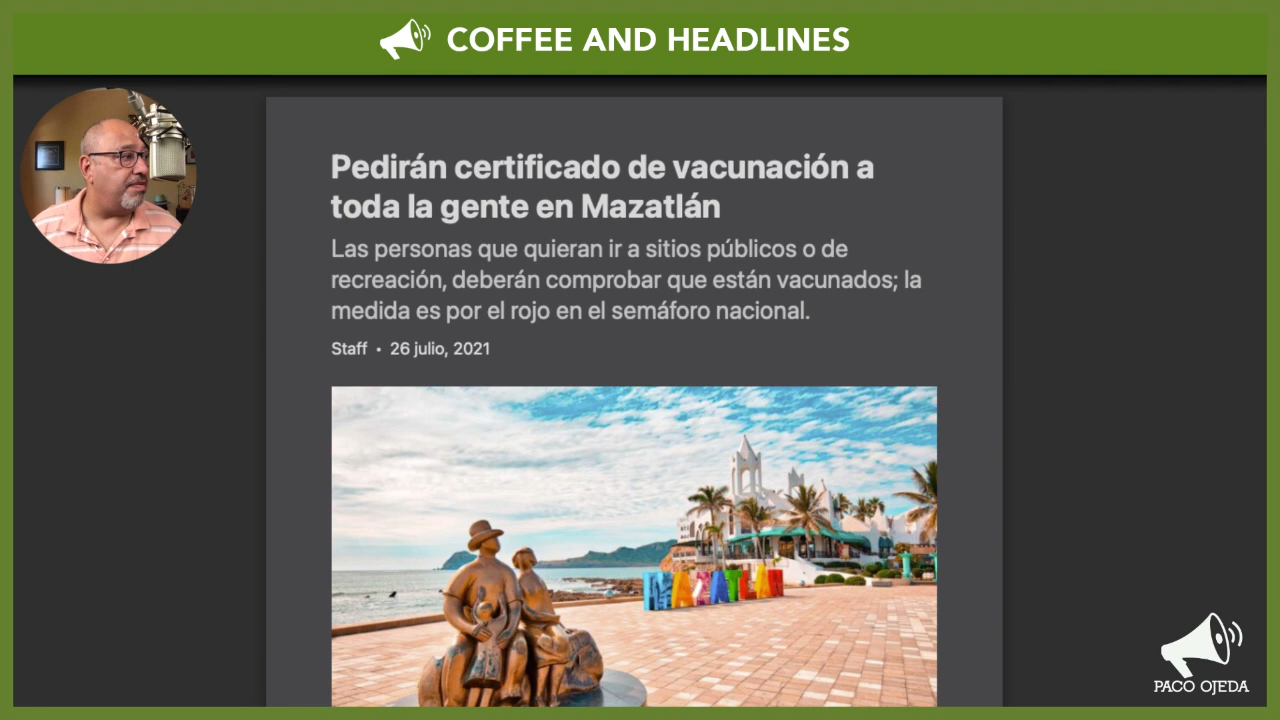 COFFEE AND HEADLINES
Pedirán certificado de vacunación a
toda la gente en Mazatlán
Las personas que quieran ir a sitios públicos o de
recreación, deberán comprobar que están vacunados; la
medida es por el rojo en el semáforo nacional.
Staff • 26 julio, 2021
MAZATLÁN
PACO OJEDA